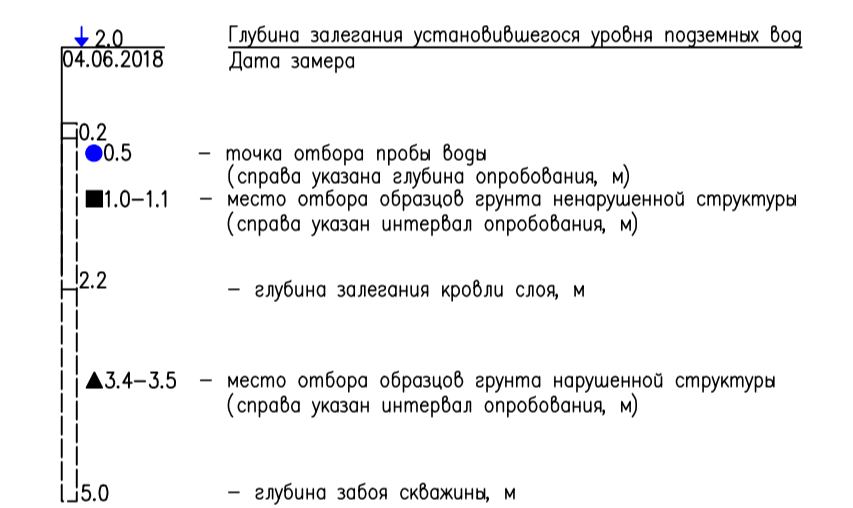 2.0 Глубина залегания установившегося уровня подземных вод
04.06.2018 Дата замера
0.2
0.5 – точка отбора пробы воды
(справа указана глубина опробования, м)
1.0–1.1 – место отбора образцов грунта ненарушенной структуры
(справа указан интервал опробования, м)
2.2 – глубина залегания кровли слоя, м
3.4–3.5 – место отбора образцов грунта нарушенной структуры
(справа указан интервал опробования, м)
5.0 – глубина забоя скважины, м